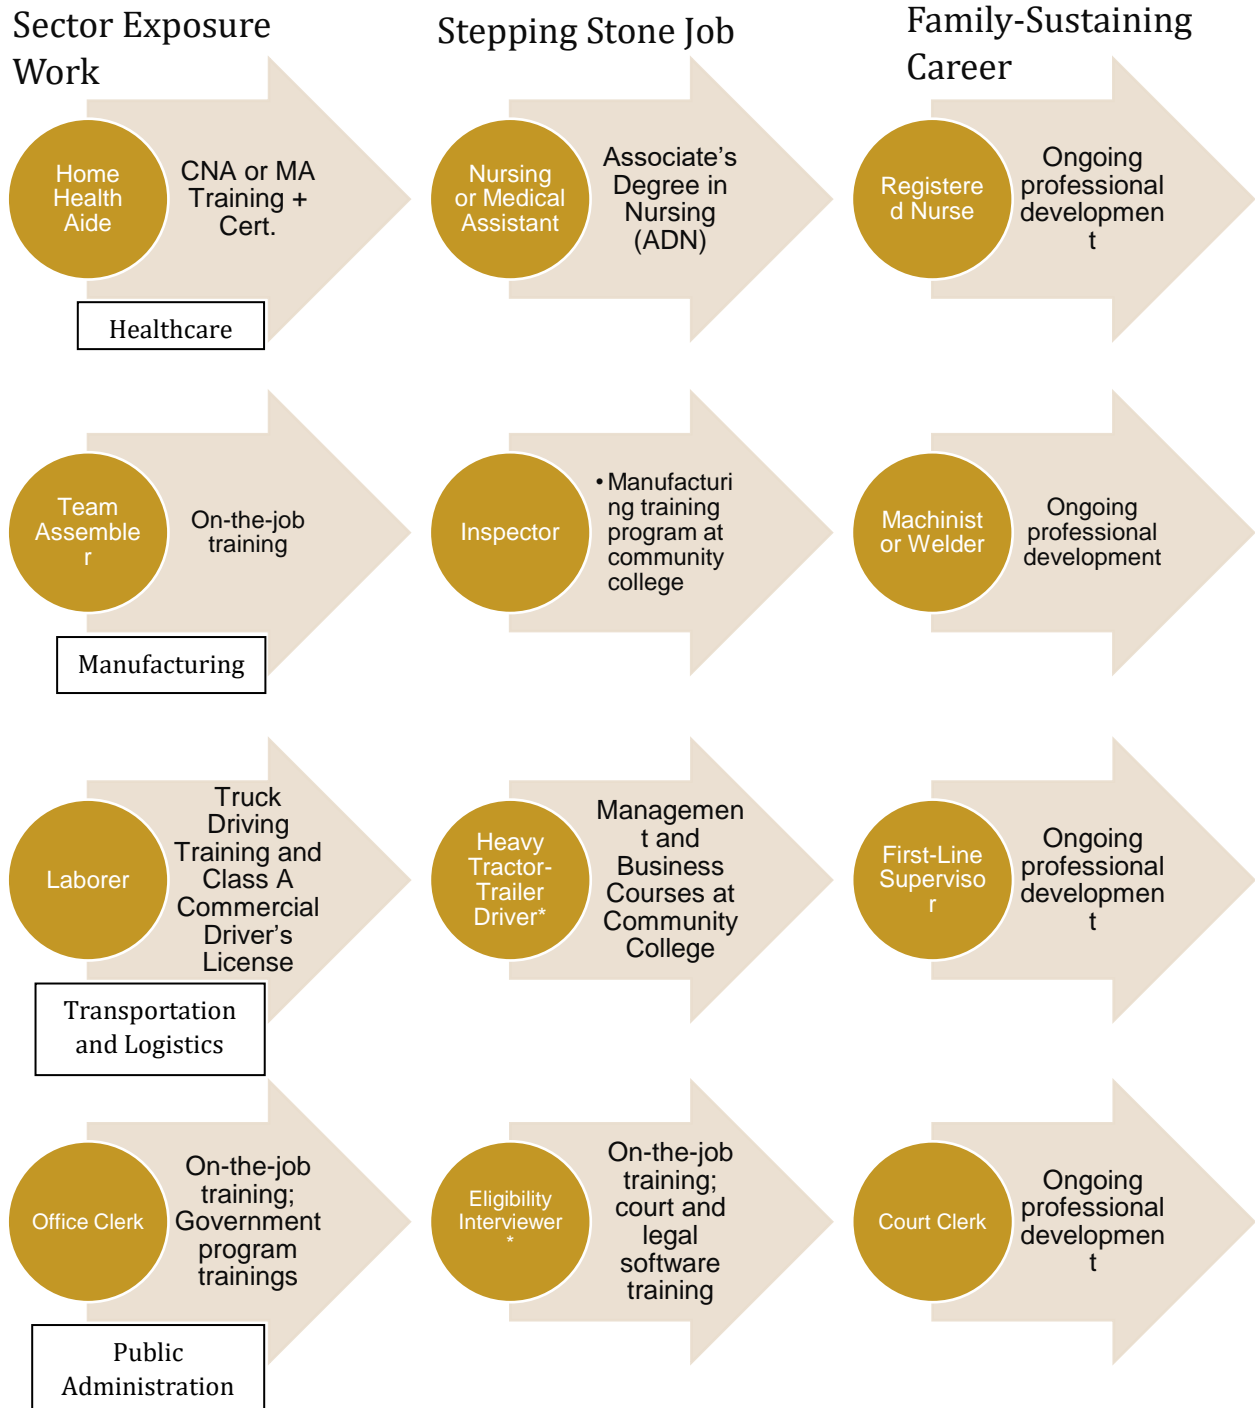 Sector Exposure
Work
Stepping Stone Job
Family-Sustaining
Career
Home
Health
Aide
CNA or MA
Training +
Cert.
Nursing
or Medical
Assistant
Associate’s
Degree in
Nursing
(ADN)
Registere
d Nurse
Ongoing
professional
developmen
t
Healthcare
Team
Assemble
r
On-the-job
training
Inspector
• Manufacturi
ng training
program at
community
college
Machinist
or Welder
Ongoing
professional
development
Manufacturing
Laborer
Truck
Driving
Training and
Class A
Commercial
Driver’s
License
Heavy
Tractor-
Trailer
Driver*
Managemen
t and
Business
Courses at
Community
College
First-Line
Superviso
r
Ongoing
professional
developmen
t
Transportation
and Logistics
Office Clerk
On-the-job
training;
Government
program
trainings
Eligibility
Interviewer
*
On-the-job
training;
court and
legal
software
training
Court Clerk
Ongoing
professional
developmen
t
Public
Administration